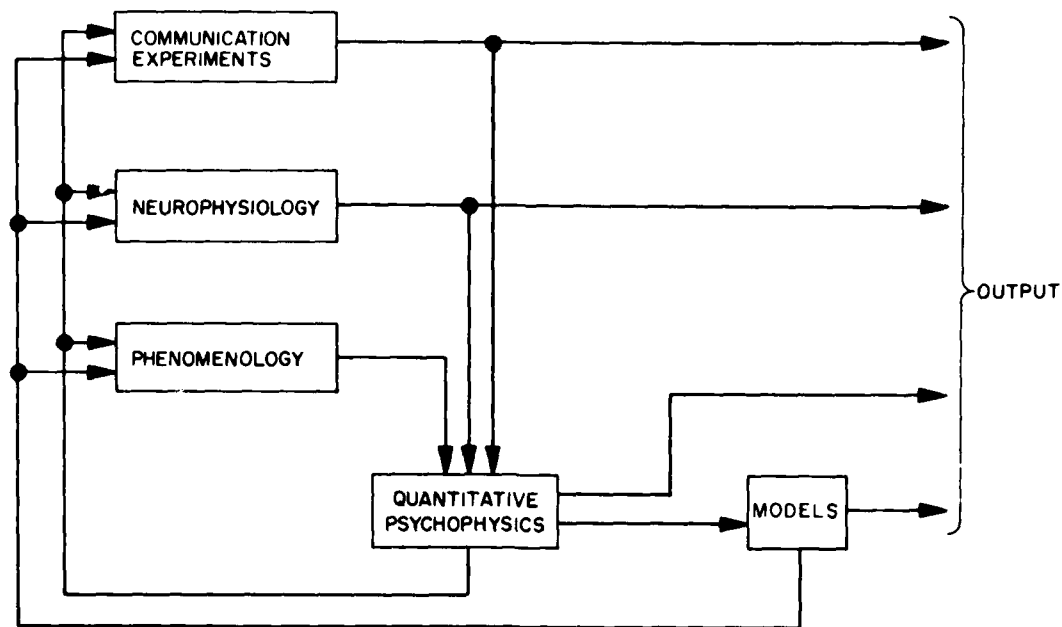 COMMUNICATION
EXPERIMENTS
NEUROPHYSIOLOGY
PHENOMENOLOGY
OUTPUT
QUANTITATIVE
PSYCHOPHYSICS
MODELS